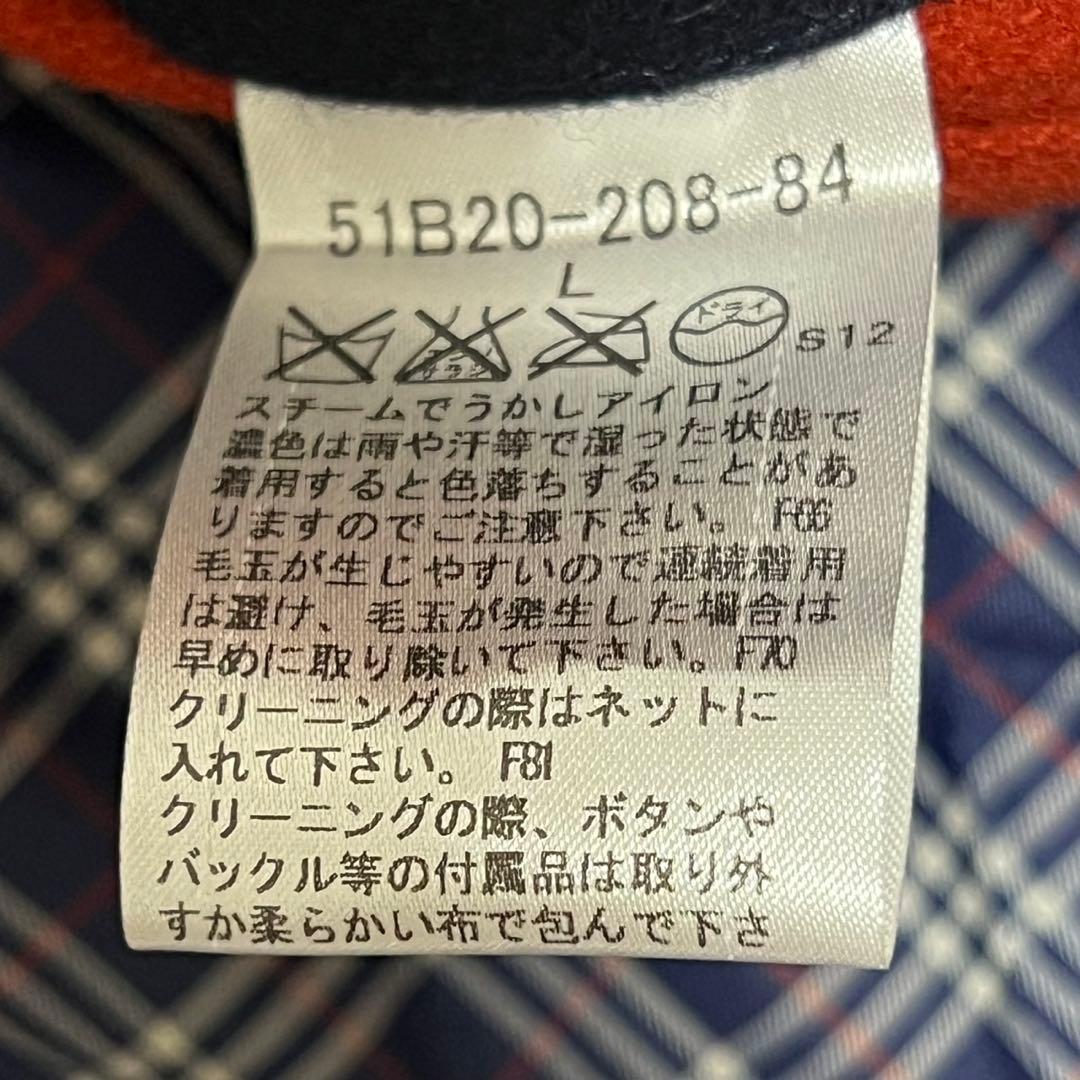 51B20-208-84
L
ドライ S12
スチームでうかしアイロン
濃色は雨や汗等で湿った状態で
着用すると色落ちすることがあ
りますのでご注意下さい。 F66
毛玉が生じやすいので連続着用
は避け、毛玉が発生した場合は
早めに取り除いて下さい。F70
クリーニングの際はネットに
入れて下さい。 F81
クリーニングの際、ボタンや
バックル等の付属品は取り外
すか柔らかい布で包んで下さ